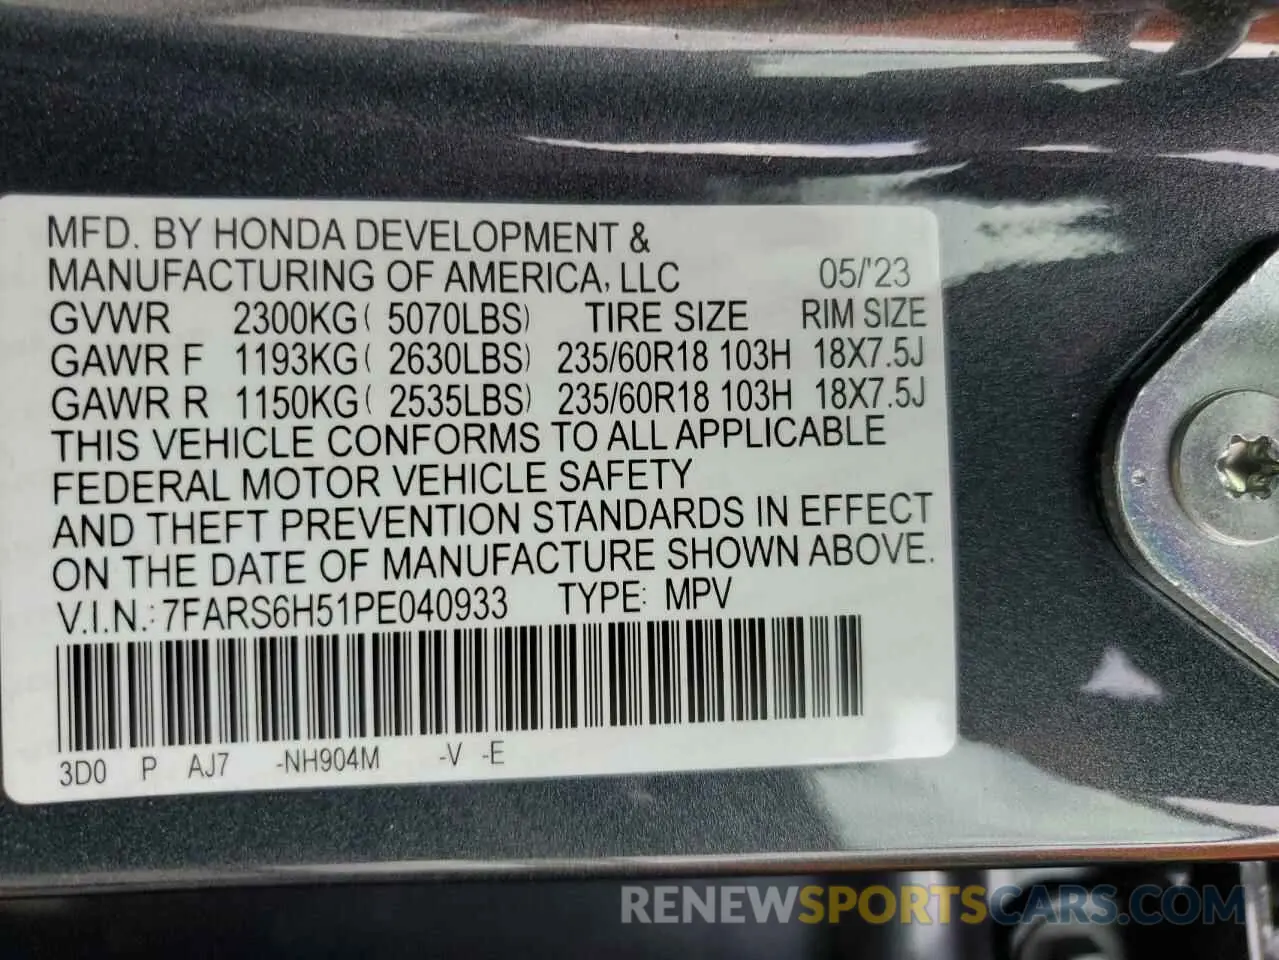 MFD. BY HONDA DEVELOPMENT &
MANUFACTURING OF AMERICA, LLC 05/'23
GVWR 2300KG( 5070LBS) TIRE SIZE RIM SIZE
GAWR F 1193KG( 2630LBS) 235/60R18 103H 18X7.5J
GAWR R 1150KG( 2535LBS) 235/60R18 103H 18X7.5J
THIS VEHICLE CONFORMS TO ALL APPLICABLE
FEDERAL MOTOR VEHICLE SAFETY
AND THEFT PREVENTION STANDARDS IN EFFECT
ON THE DATE OF MANUFACTURE SHOWN ABOVE.
V.I.N.: 7FARS6H51PE040933 TYPE: MPV
3D0 P AJ7 -NH904M -V -E
RENEWSPORTSCARS.COM